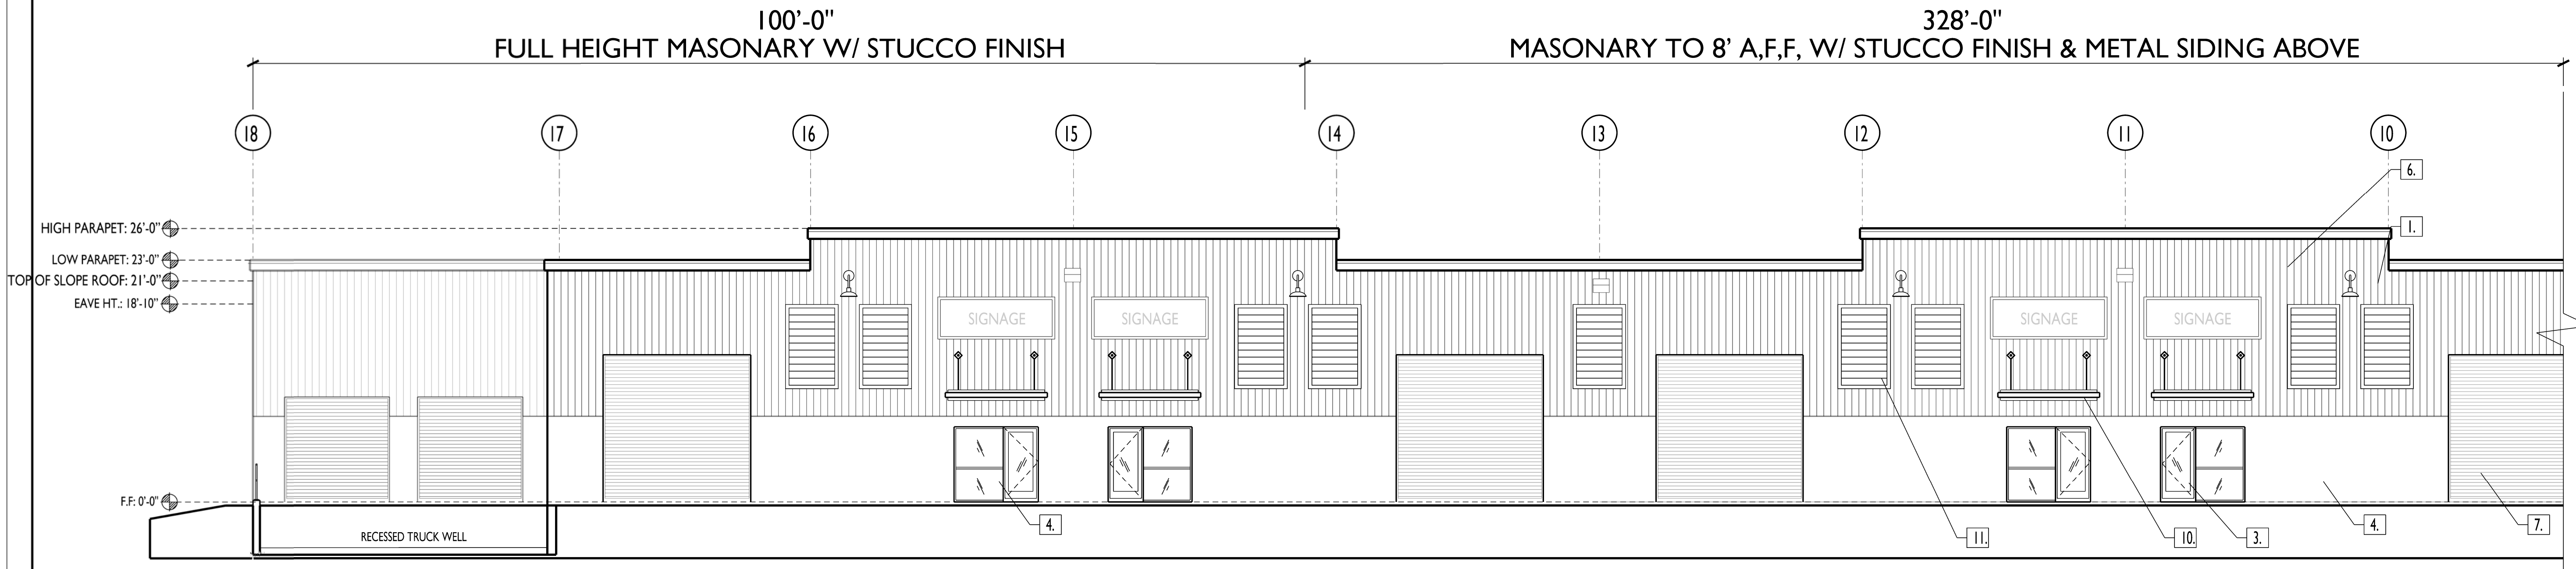 100'-0"
FULL HEIGHT MASONARY W/ STUCCO FINISH
328'-0"
MASONARY TO 8' A,F,F, W/ STUCCO FINISH & METAL SIDING ABOVE
18
17
16
15
14
13
12
11
10
6.
1.
HIGH PARAPET: 26'-0"
LOW PARAPET: 23'-0"
TOP OF SLOPE ROOF: 21'-0"
EAVE HT.: 18'-10"
SIGNAGE
SIGNAGE
SIGNAGE
SIGNAGE
F.F: 0'-0"
RECESSED TRUCK WELL
4.
11.
10.
3.
4.
7.